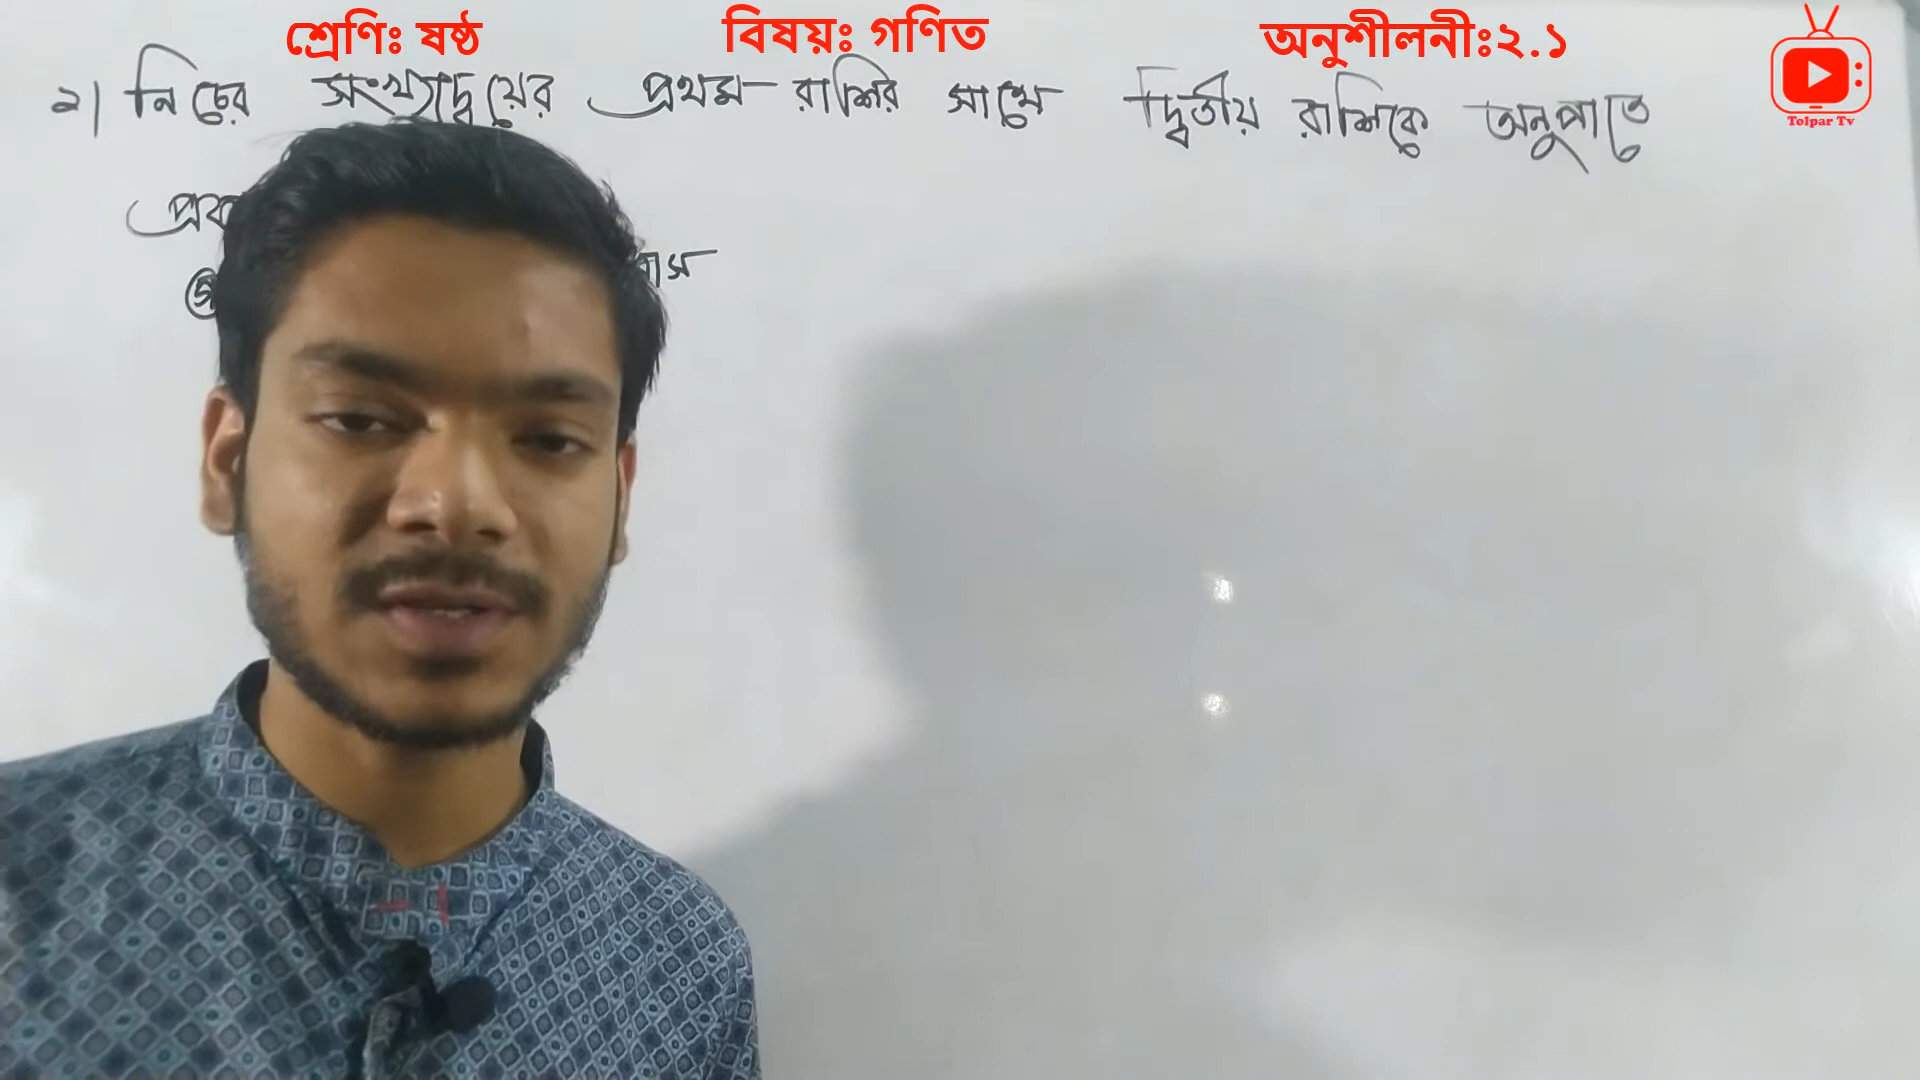 শ্রেণিঃ ষষ্ঠ
বিষয়ঃ গণিত
অনুশীলনীঃ২.১
Tolpar Tv
২। নিচের সংখ্যাদ্বয়ের প্রথম রাশির সাথে দ্বিতীয় রাশিকে অনুপাতে